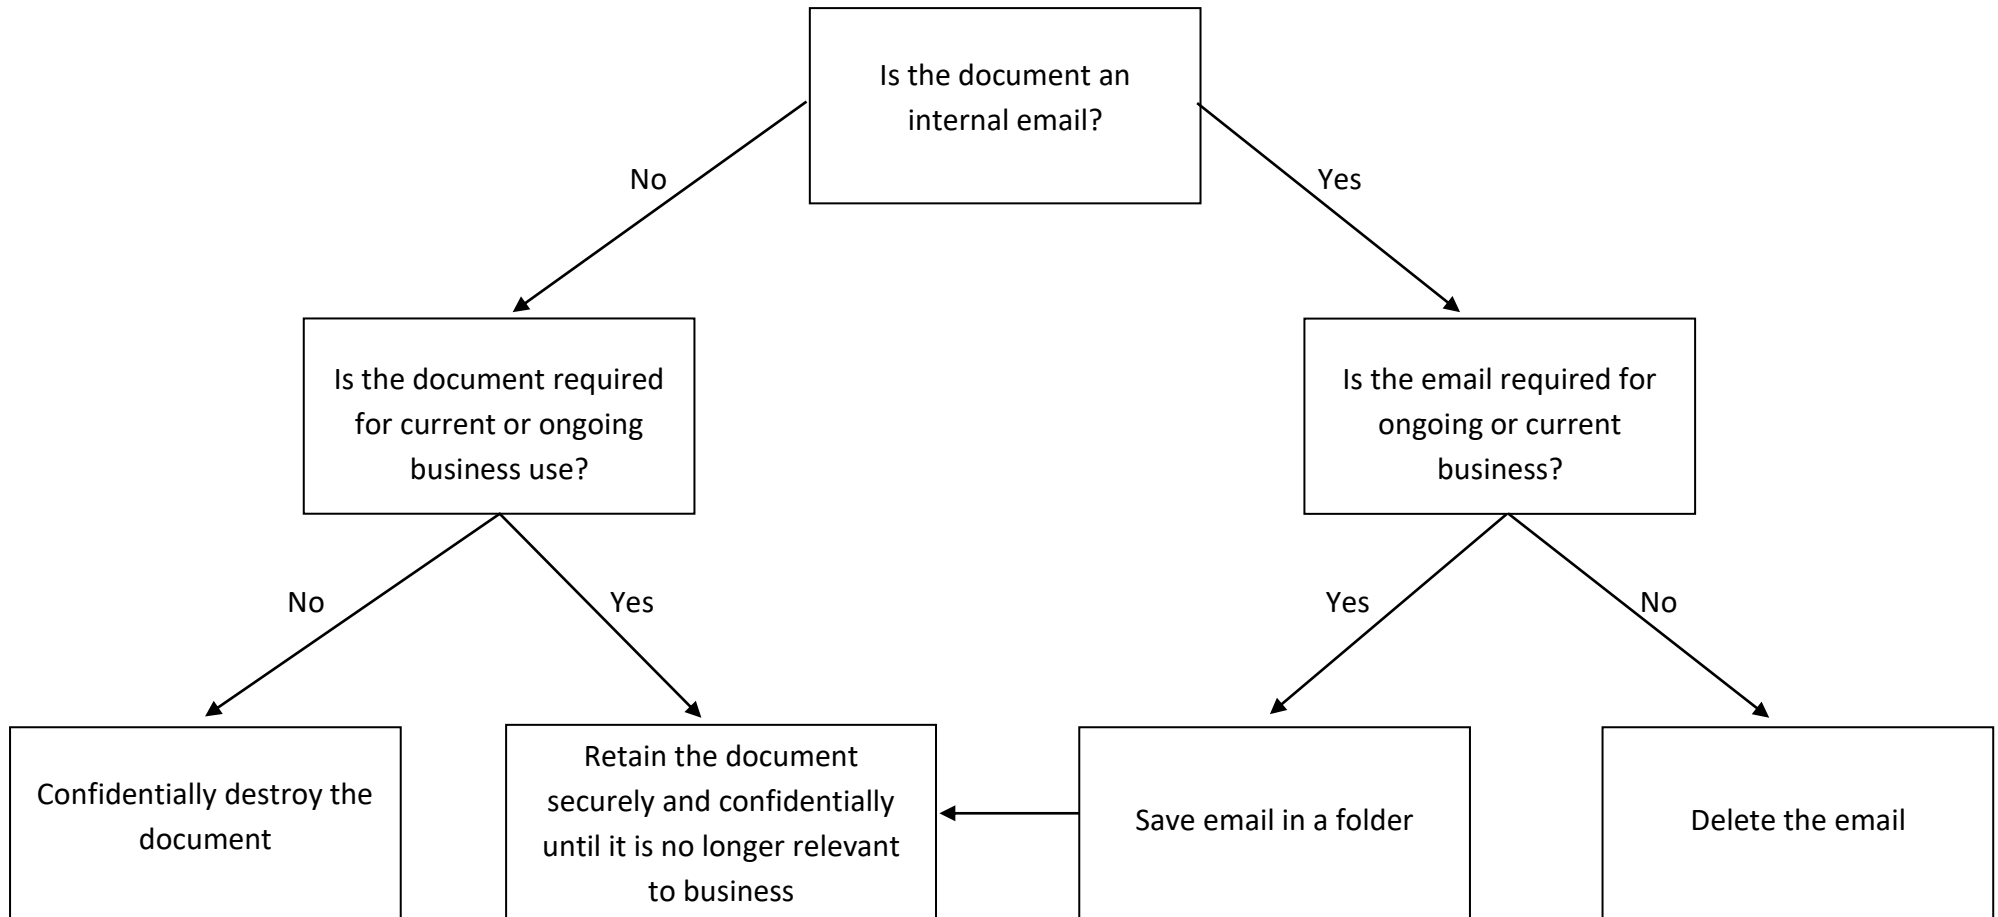 Is the document an
internal email?
No
Yes
Is the document required
for current or ongoing
business use?
Is the email required for
ongoing or current
business?
No
Yes
Yes
No
Confidentially destroy the
document
Retain the document
securely and confidentially
until it is no longer relevant
to business
Save email in a folder
Delete the email